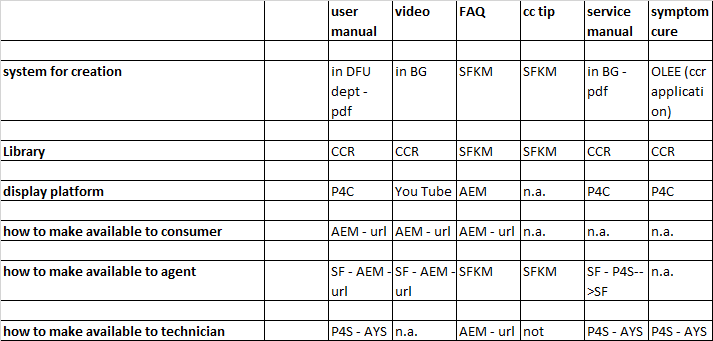 user manual video FAQ cc tip service manual symptom cure
system for creation in DFU dept - pdf in BG SFKM SFKM in BG - pdf OLEE (ccr application)
Library CCR CCR SFKM SFKM CCR CCR
display platform P4C You Tube AEM n.a. P4C P4C
how to make available to consumer AEM - url AEM - url AEM - url n.a. n.a. n.a.
how to make available to agent SF - AEM - url SF - AEM - url SFKM SFKM SF - P4S-->SF n.a.
how to make available to technician P4S - AYS n.a. AEM - url not P4S - AYS P4S - AYS